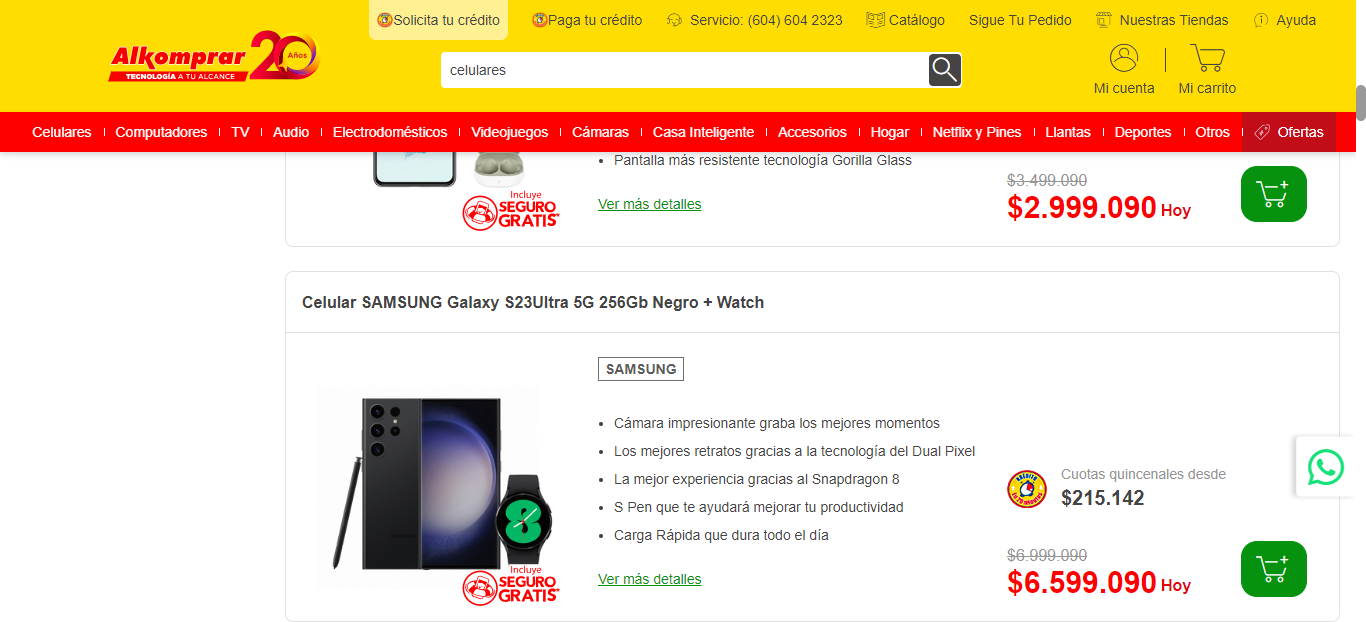 Solicita tu crédito
Paga tu crédito
Servicio: (604) 604 2323
Catálogo
Sigue Tu Pedido
Nuestras Tiendas
Ayuda
Alkomprar 20 Años
TECNOLOGÍA A TU ALCANCE
celulares
Mi cuenta
Mi carrito
Celulares
Computadores
TV
Audio
Electrodomésticos
Videojuegos
Cámaras
Casa Inteligente
Accesorios
Hogar
Netflix y Pines
Llantas
Deportes
Otros
Ofertas
Incluye
SEGURO
GRATIS*
• Pantalla más resistente tecnología Gorilla Glass
Ver más detalles
$3.499.090
$2.999.090 Hoy
Celular SAMSUNG Galaxy S23Ultra 5G 256Gb Negro + Watch
SAMSUNG
• Cámara impresionante graba los mejores momentos
• Los mejores retratos gracias a la tecnología del Dual Pixel
• La mejor experiencia gracias al Snapdragon 8
• S Pen que te ayudará mejorar tu productividad
• Carga Rápida que dura todo el día
Incluye
SEGURO
GRATIS*
Ver más detalles
Cuotas quincenales desde
$215.142
$6.999.090
$6.599.090 Hoy